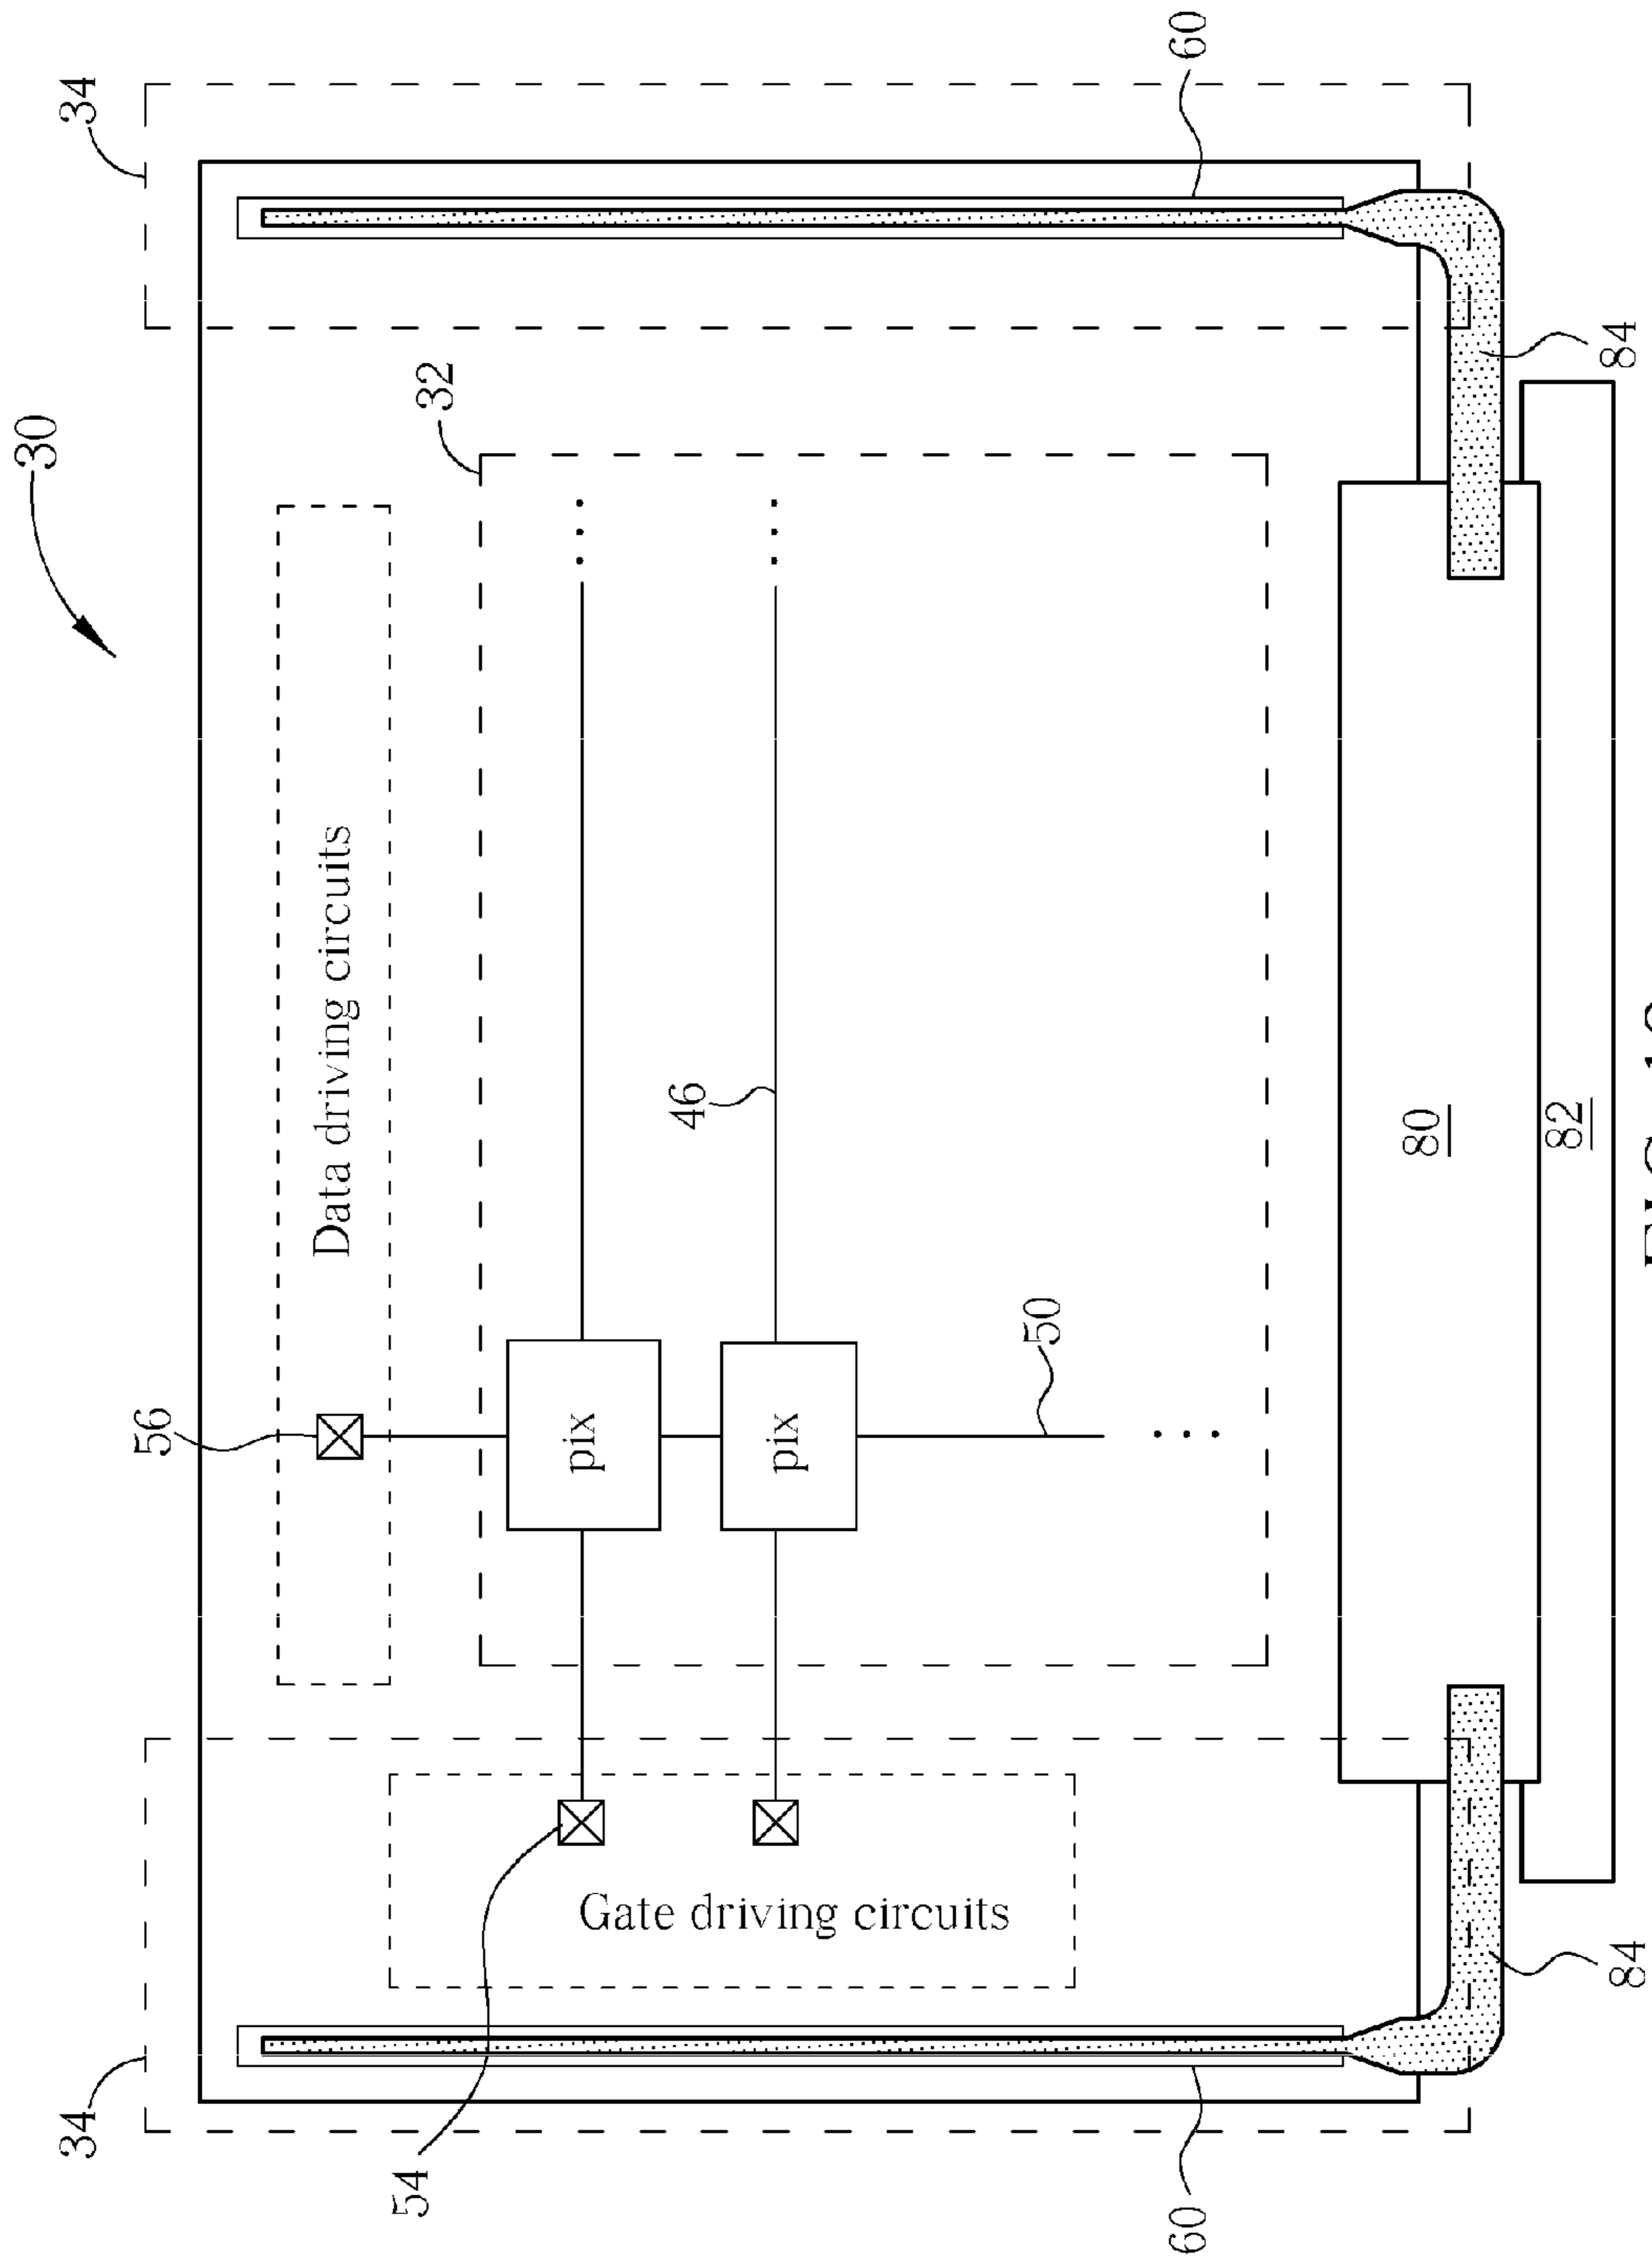 30
34
34
56
Data driving circuits
54
32
pix
pix
46
50
Gate driving circuits
60
60
80
82
84
84
FIG.